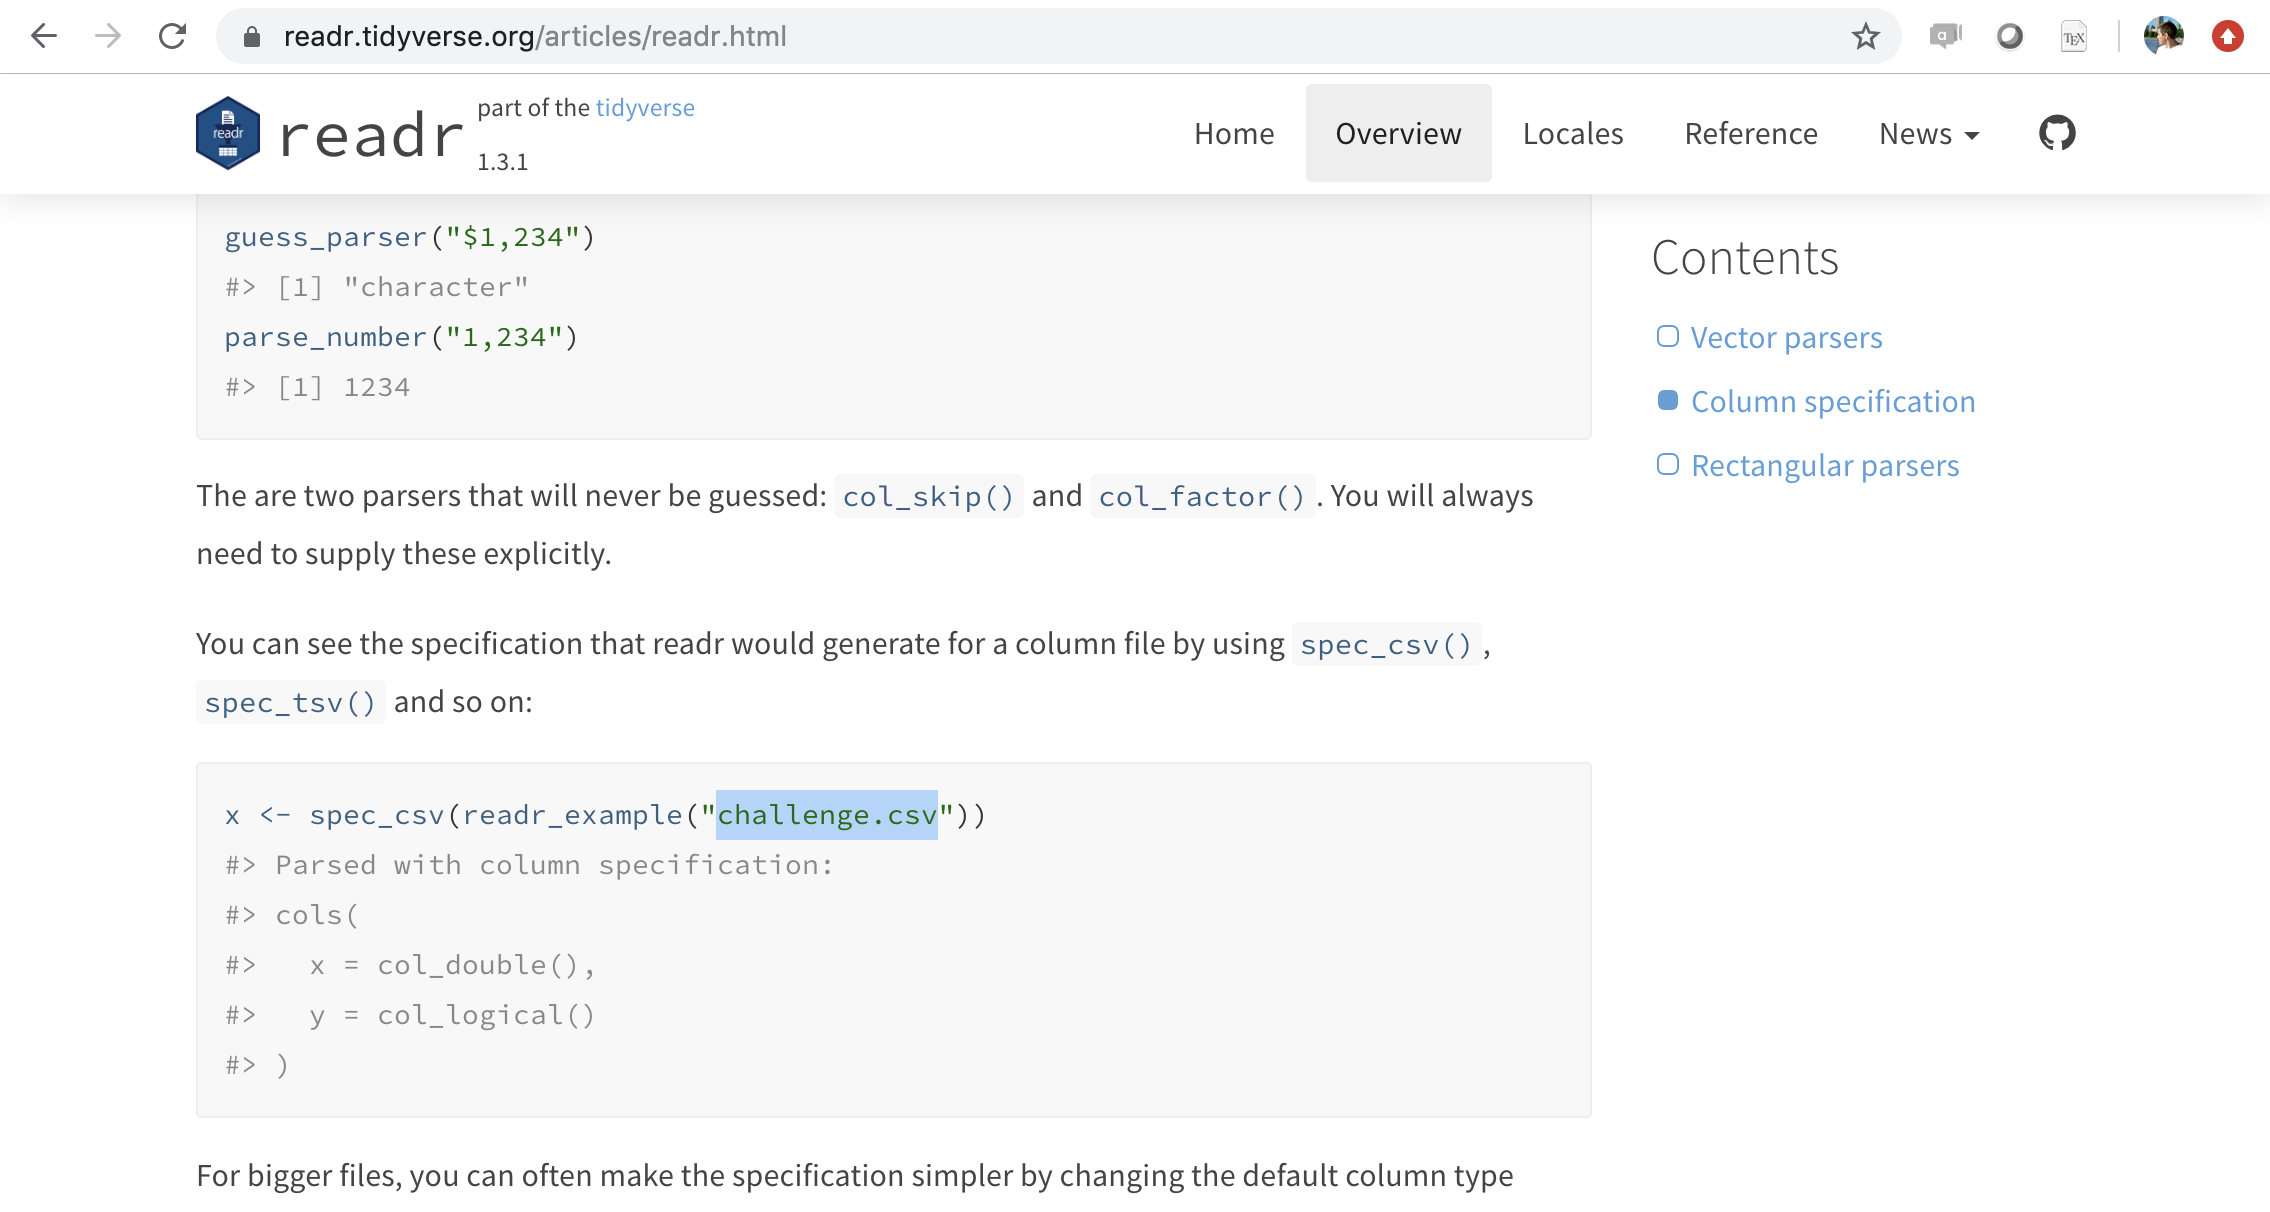 readr.tidyverse.org/articles/readr.html
a
TEX
readr
readr
part of the tidyverse
1.3.1
Home
Overview
Locales
Reference
News
guess_parser("$1,234")
#> [1] "character"
parse_number("1,234")
#> [1] 1234
The are two parsers that will never be guessed: col_skip() and col_factor(). You will always
need to supply these explicitly.
You can see the specification that readr would generate for a column file by using spec_csv(),
spec_tsv() and so on:
x <- spec_csv(readr_example("challenge.csv"))
#> Parsed with column specification:
#> cols(
#>   x = col_double(),
#>   y = col_logical()
#> )
For bigger files, you can often make the specification simpler by changing the default column type
Contents
Vector parsers
Column specification
Rectangular parsers